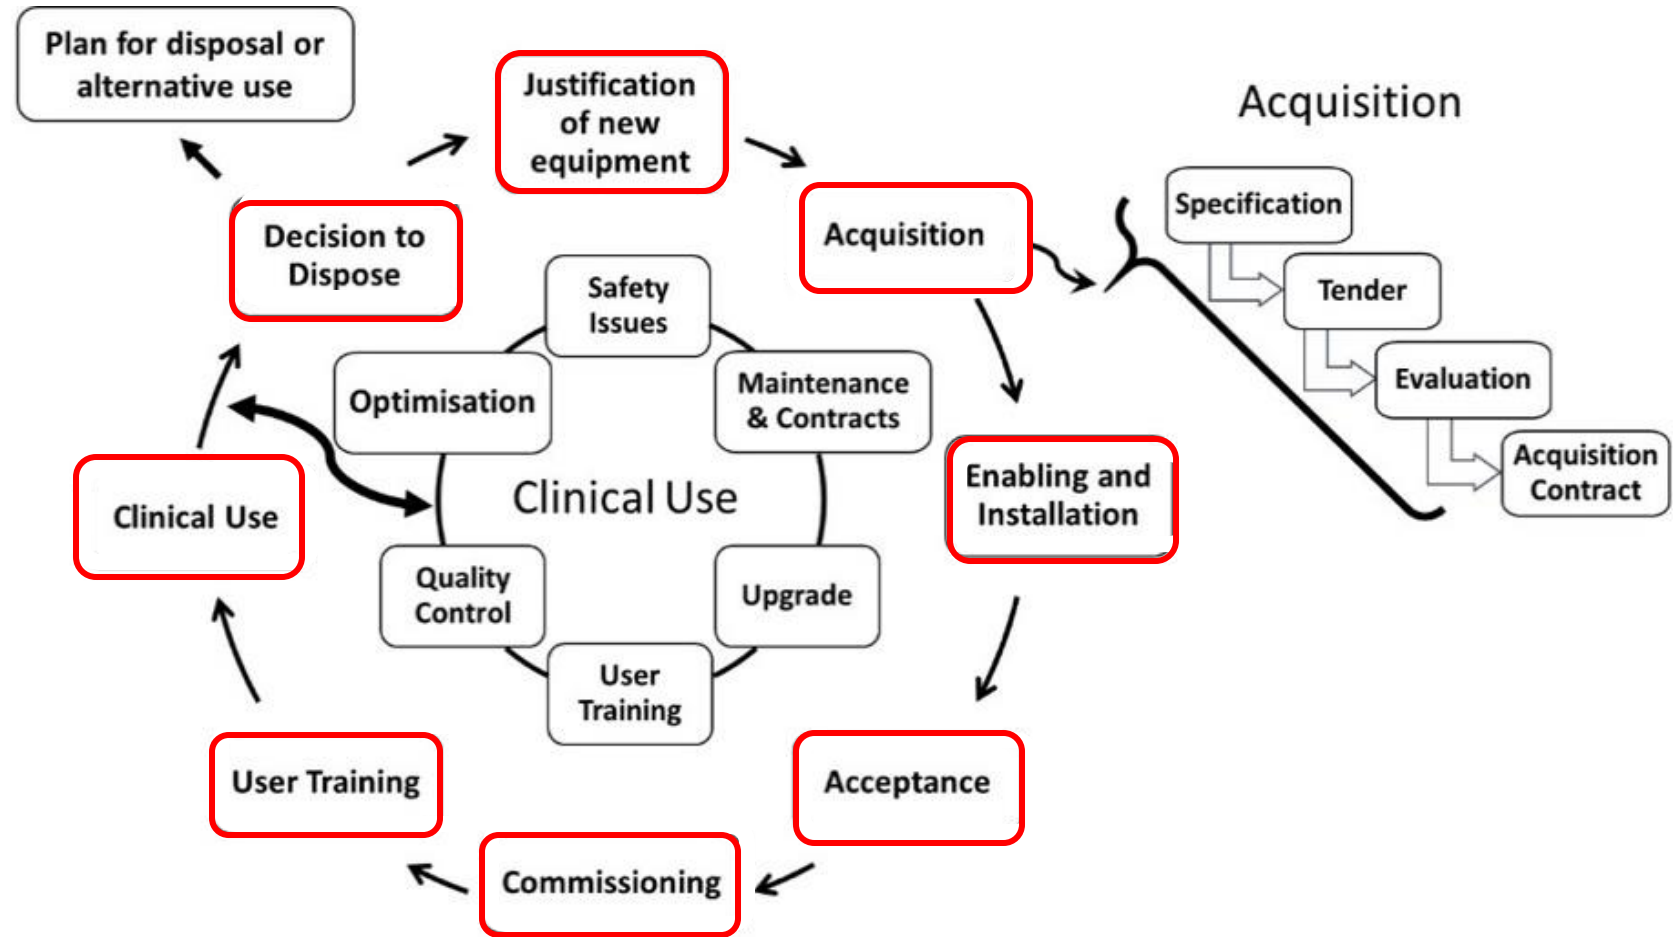 Plan for disposal or
alternative use
Justification
of new
equipment
Acquisition
Decision to
Dispose
Acquisition
Specification
Tender
Evaluation
Acquisition
Contract
Safety
Issues
Optimisation
Maintenance
& Contracts
Clinical Use
Quality
Control
Upgrade
User
Training
Enabling and
Installation
Clinical Use
User Training
Acceptance
Commissioning